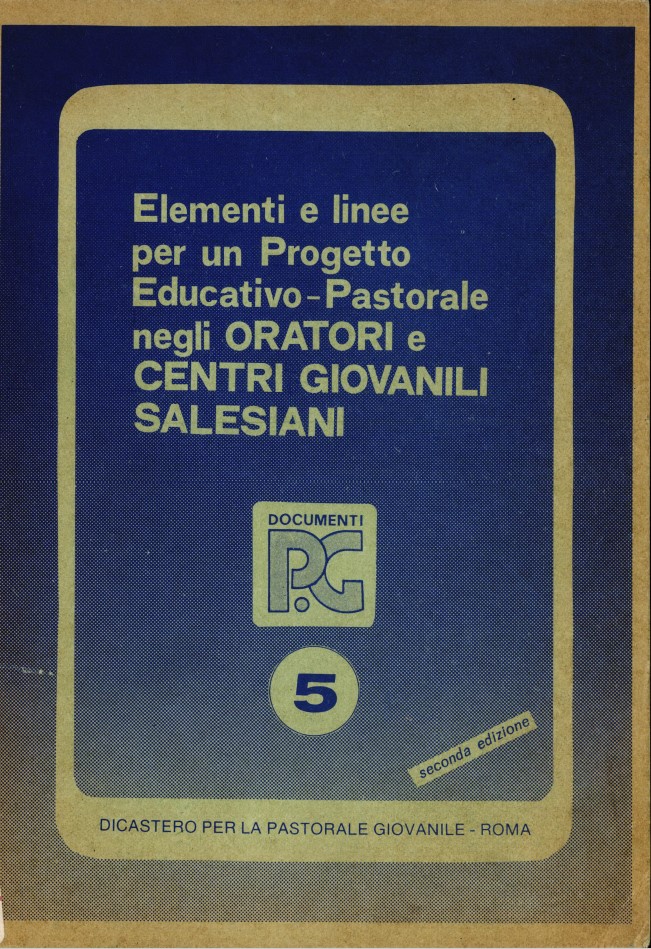 Elementi e linee
per un Progetto
Educativo-Pastorale
negli ORATORI e
CENTRI GIOVANILI
SALESIANI
DOCUMENTI
P.G
5
seconda edizione
DICASTERO PER LA PASTORALE GIOVANILE - ROMA